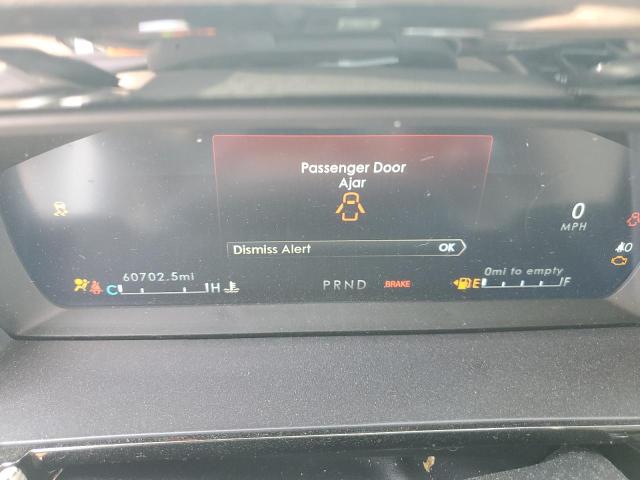 Passenger Door
Ajar
0
MPH
Dismiss Alert OK
60702.5mi
0mi to empty
C H
PRND
BRAKE
E F